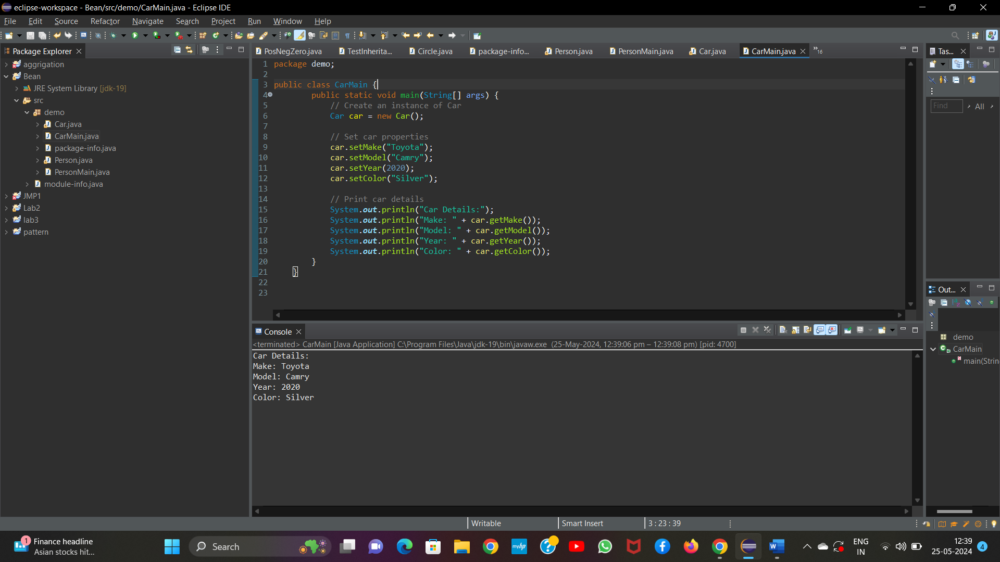 eclipse-workspace - Bean/src/demo/CarMain.java - Eclipse IDE
File Edit Source Refactor Navigate Search Project Run Window Help
Package Explorer
aggrigation
Bean
JRE System Library [jdk-19]
src
demo
Car.java
CarMain.java
package-info.java
Person.java
PersonMain.java
module-info.java
JMP1
Lab2
lab3
pattern
PosNegZero.java TestInherita... Circle.java package-info... Person.java PersonMain.java Car.java CarMain.java »16
1 package demo;
2
3 public class CarMain {
4 public static void main(String[] args) {
5 // Create an instance of Car
6 Car car = new Car();
7
8 // Set car properties
9 car.setMake("Toyota");
10 car.setModel("Camry");
11 car.setYear(2020);
12 car.setColor("Silver");
13
14 // Print car details
15 System.out.println("Car Details:");
16 System.out.println("Make: " + car.getMake());
17 System.out.println("Model: " + car.getModel());
18 System.out.println("Year: " + car.getYear());
19 System.out.println("Color: " + car.getColor());
20 }
21 }
22
23
Tas...
Find All
Out...
demo
CarMain
main(Strin
Console
<terminated> CarMain [Java Application] C:\Program Files\Java\jdk-19\bin\javaw.exe (25-May-2024, 12:39:06 pm – 12:39:08 pm) [pid: 4700]
Car Details:
Make: Toyota
Model: Camry
Year: 2020
Color: Silver
Writable Smart Insert 3 : 23 : 39
1
Finance headline
Asian stocks hit...
Search
myhp
ENG
IN
12:39
25-05-2024
4